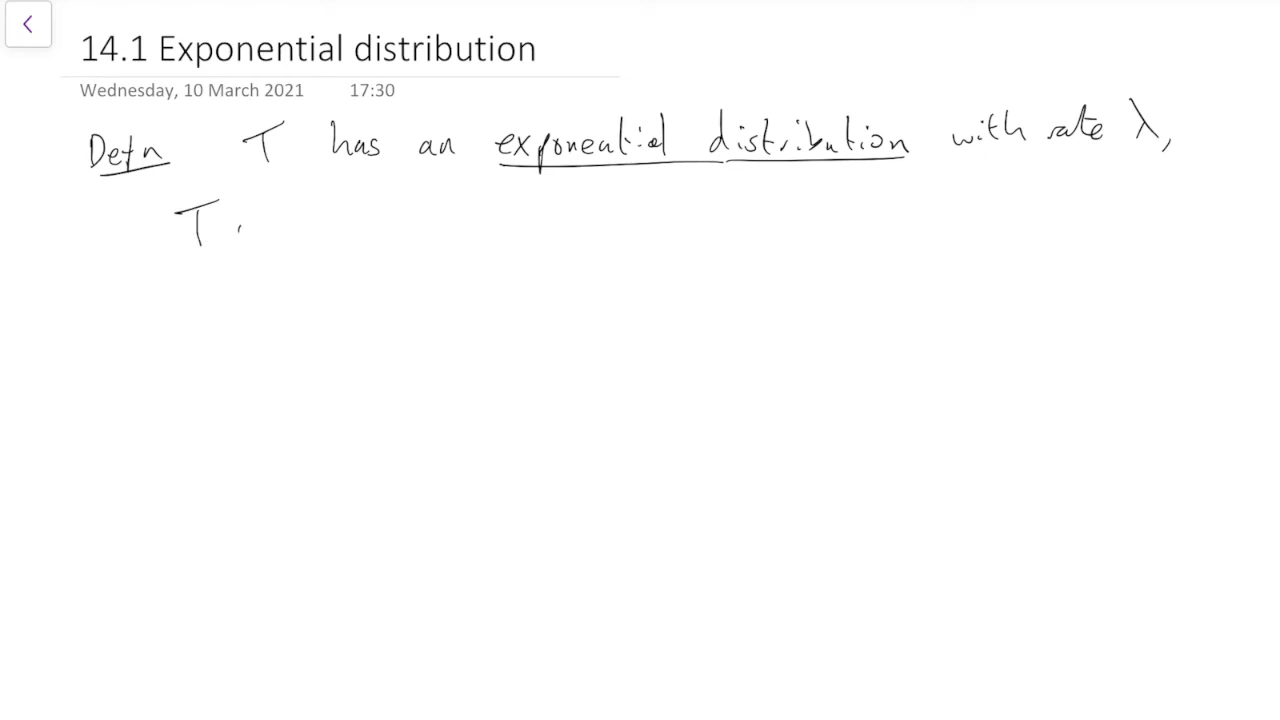 14.1 Exponential distribution
Wednesday, 10 March 2021 17:30
Defn T has an exponential distribution with rate λ,
T